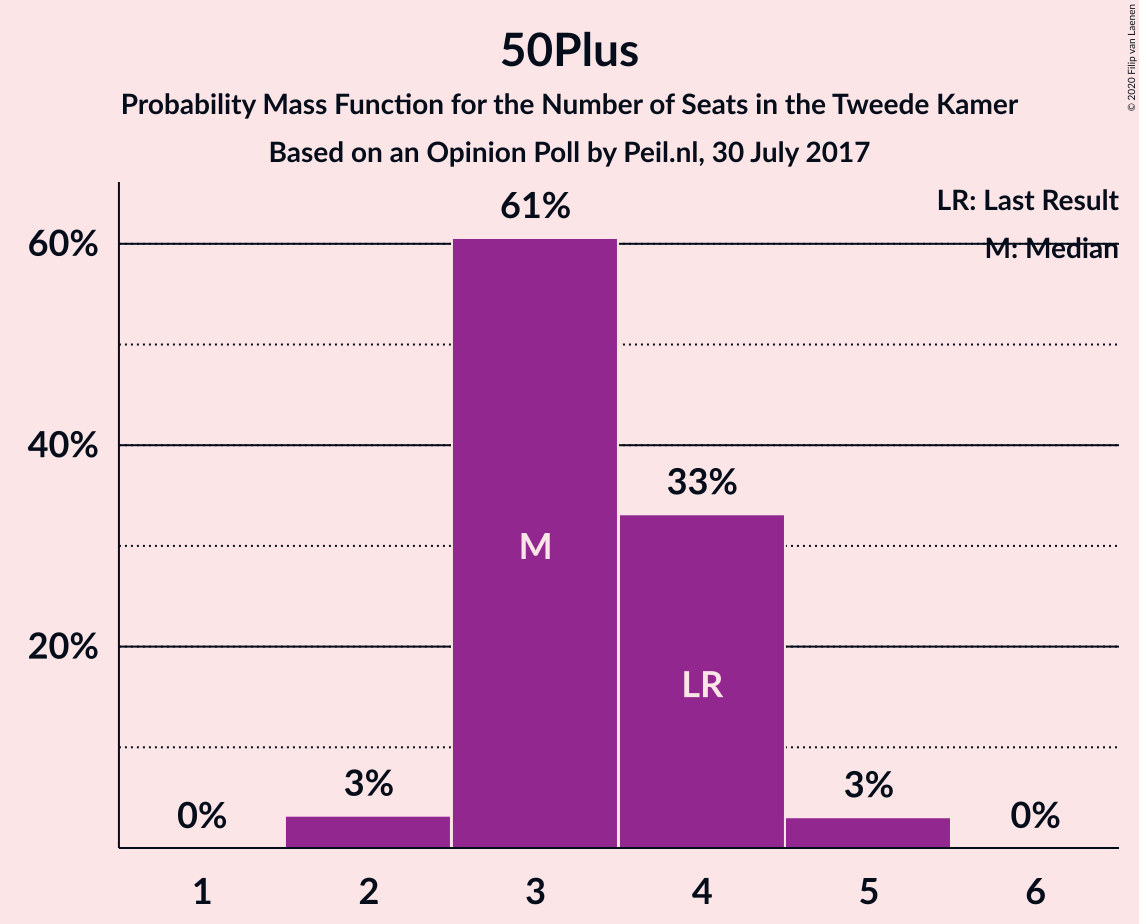 50Plus
Probability Mass Function for the Number of Seats in the Tweede Kamer
Based on an Opinion Poll by Peil.nl, 30 July 2017
© 2020 Filip van Laenen
LR: Last Result
M: Median
60%
40%
20%
0%
3%
61%
33%
3%
0%
M
LR
1 2 3 4 5 6